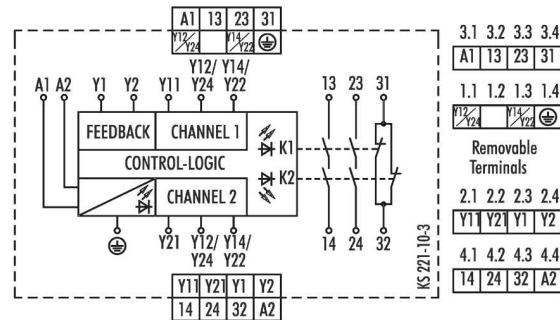 A1 13 23 31
Y12/Y24 Y14/Y22
3.1 3.2 3.3 3.4
A1 13 23 31
1.1 1.2 1.3 1.4
Y12/Y24 Y14/Y22
Removable
Terminals
2.1 2.2 2.3 2.4
Y11 Y21 Y1 Y2
4.1 4.2 4.3 4.4
14 24 32 A2
A1 A2 Y1 Y2 Y11 Y12/ Y14/
Y24 Y22
13 23 31
FEEDBACK CHANNEL 1
CONTROL-LOGIC
CHANNEL 2
K1
K2
Y21 Y12/ Y14/
Y24 Y22
14 24 32
KS 221-10-3
Y11 Y21 Y1 Y2
14 24 32 A2